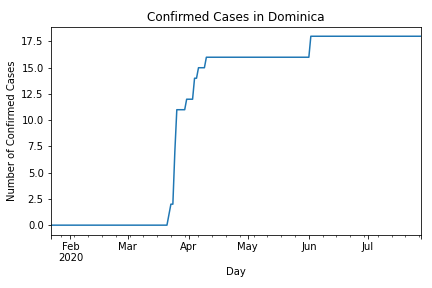 Confirmed Cases in Dominica
17.5
15.0
12.5
10.0
7.5
5.0
2.5
0.0
Number of Confirmed Cases
Feb Mar Apr May Jun Jul
2020
Day